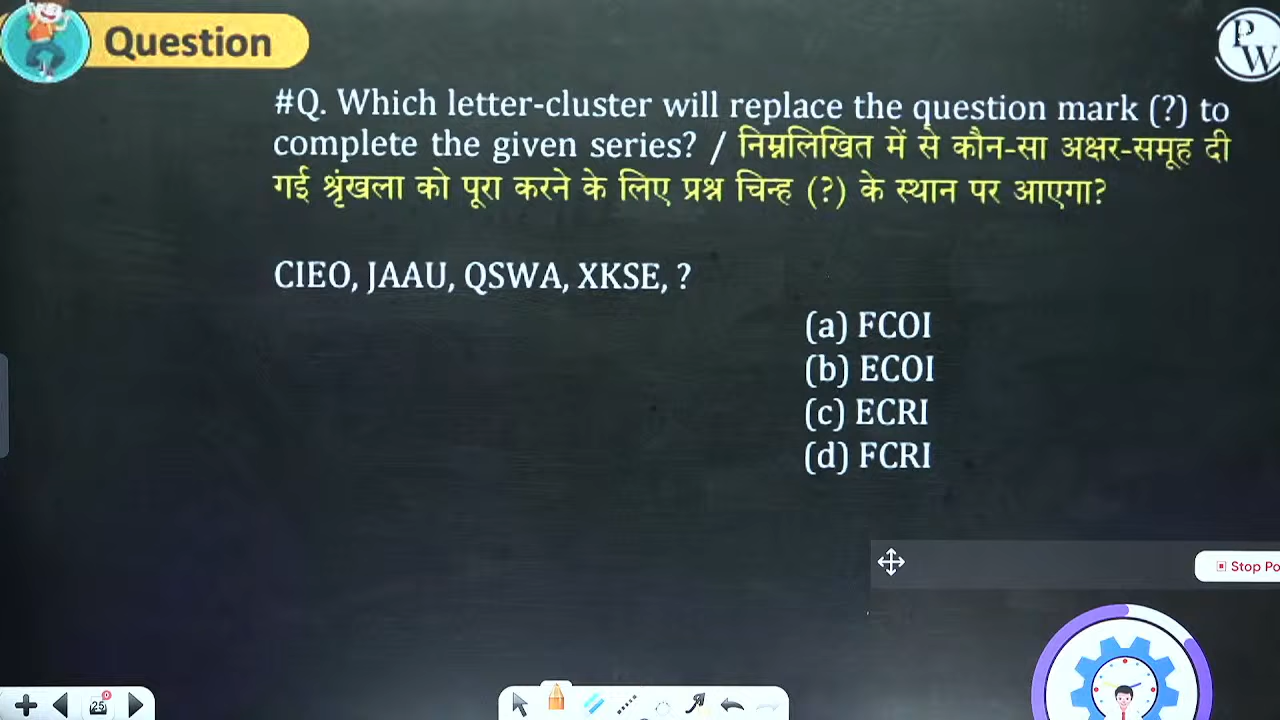 Question
PW
#Q. Which letter-cluster will replace the question mark (?) to
complete the given series? / निम्नलिखित में से कौन-सा अक्षर-समूह दी
गई श्रृंखला को पूरा करने के लिए प्रश्न चिन्ह (?) के स्थान पर आएगा?
CIEO, JAAU, QSWA, XKSE, ?
(a) FCOI
(b) ECOI
(c) ECRI
(d) FCRI
Stop Po
25